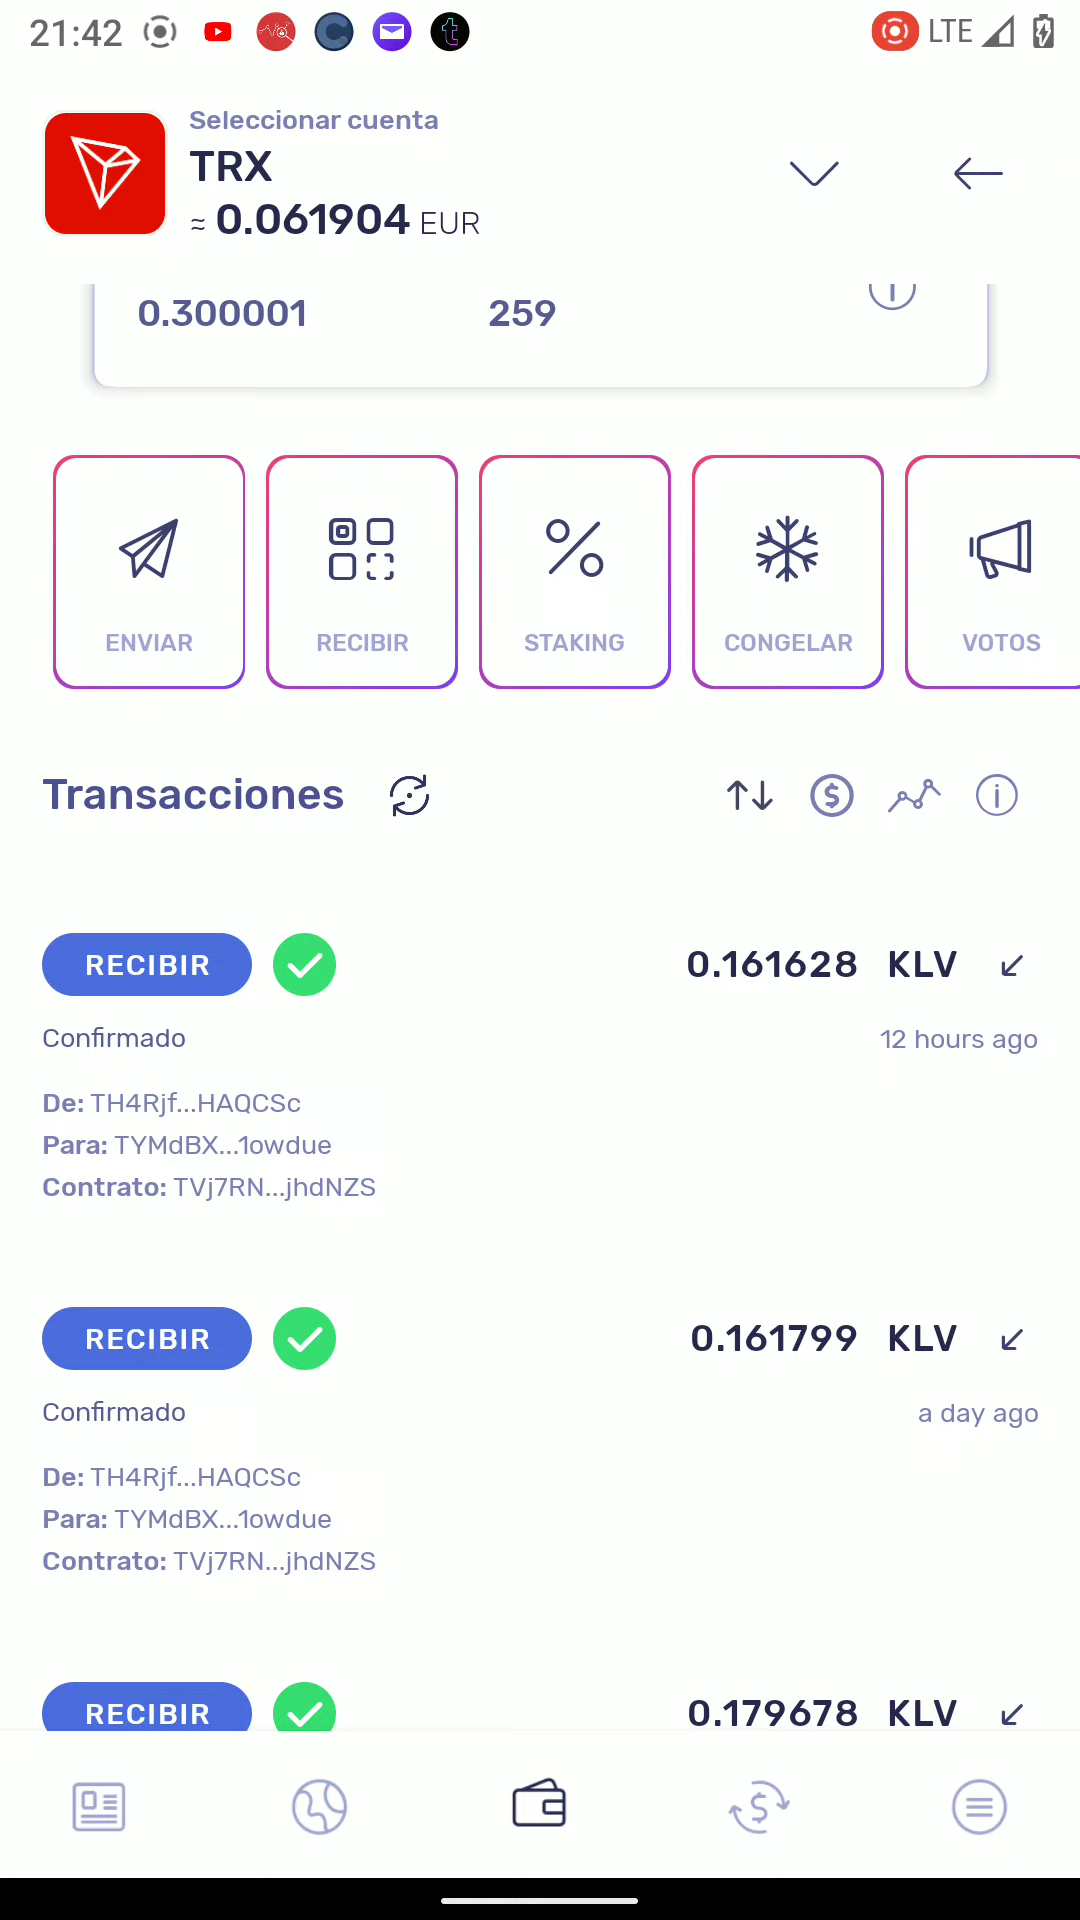 21:42
LTE
Seleccionar cuenta
TRX
≈ 0.061904 EUR
0.300001 259
ENVIAR RECIBIR STAKING CONGELAR VOTOS
Transacciones
RECIBIR 0.161628 KLV
Confirmado 12 hours ago
De: TH4Rjf...HAQCSc
Para: TYMdBX...1owdue
Contrato: TVj7RN...jhdNZS
RECIBIR 0.161799 KLV
Confirmado a day ago
De: TH4Rjf...HAQCSc
Para: TYMdBX...1owdue
Contrato: TVj7RN...jhdNZS
RECIBIR 0.179678 KLV